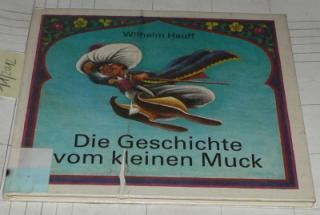 Wilhelm Hauff
Die Geschichte
vom kleinen Muck